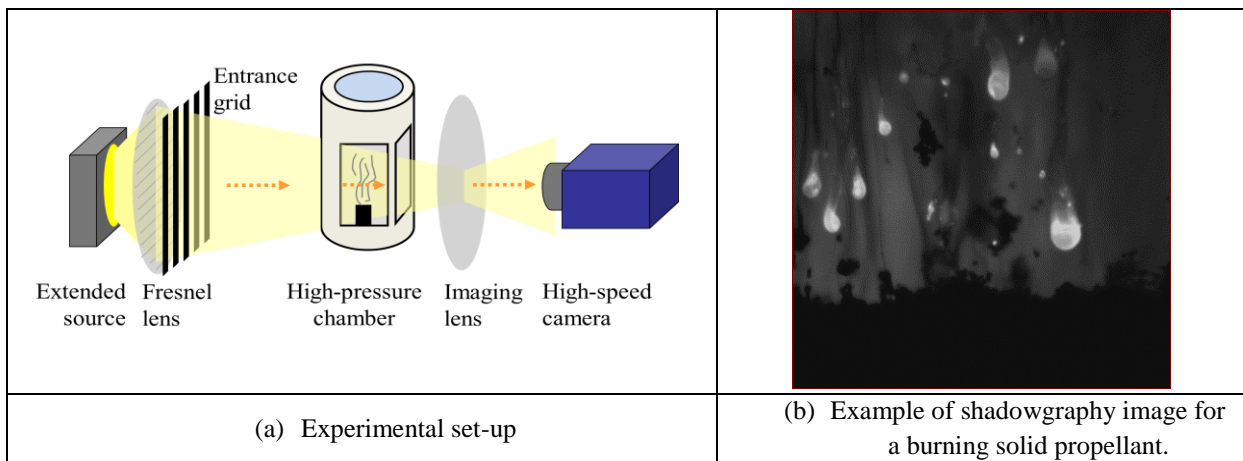 Entrance
grid
Extended
source
Fresnel
lens
High-pressure
chamber
Imaging
lens
High-speed
camera
(a) Experimental set-up
(b) Example of shadowgraphy image for
a burning solid propellant.